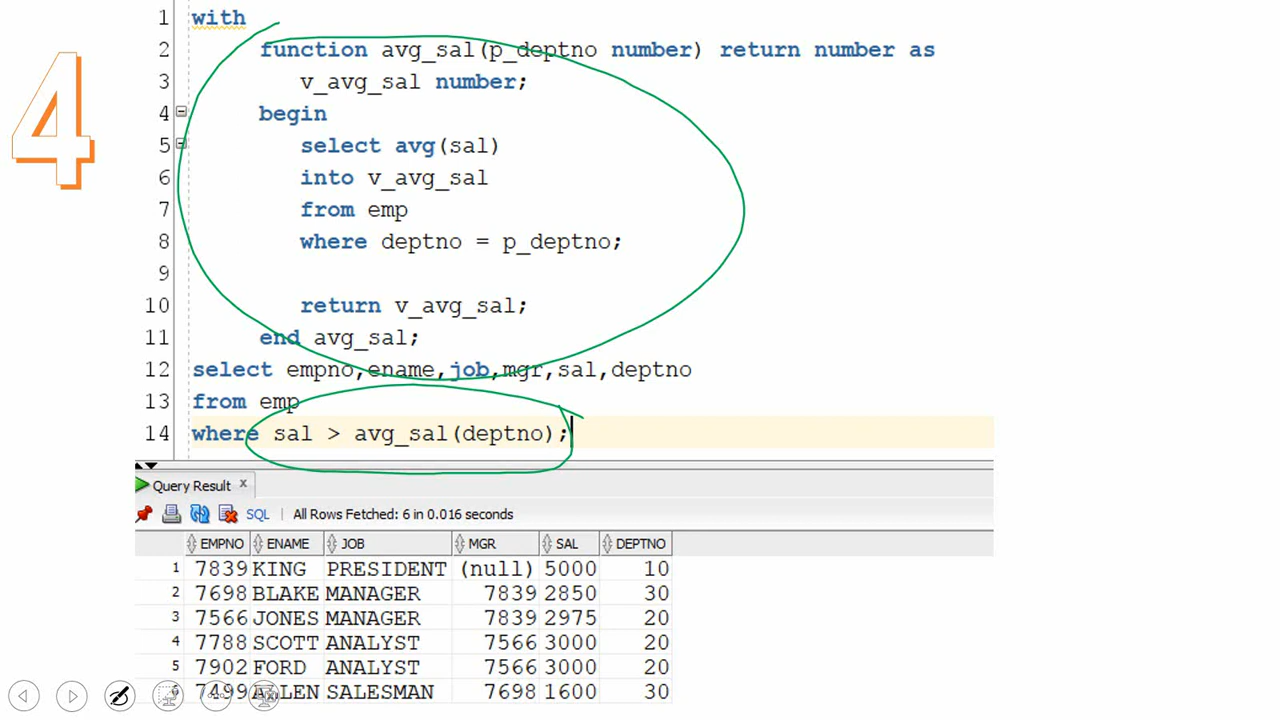 4
1 with
2 function avg_sal(p_deptno number) return number as
3 v_avg_sal number;
4 begin
5 select avg(sal)
6 into v_avg_sal
7 from emp
8 where deptno = p_deptno;
9
10 return v_avg_sal;
11 end avg_sal;
12 select empno,ename,job,mgr,sal,deptno
13 from emp
14 where sal > avg_sal(deptno);
Query Result x
SQL | All Rows Fetched: 6 in 0.016 seconds
EMPNO ENAME JOB MGR SAL DEPTNO
1 7839 KING PRESIDENT (null) 5000 10
2 7698 BLAKE MANAGER 7839 2850 30
3 7566 JONES MANAGER 7839 2975 20
4 7788 SCOTT ANALYST 7566 3000 20
5 7902 FORD ANALYST 7566 3000 20
6 7499 ALLEN SALESMAN 7698 1600 30